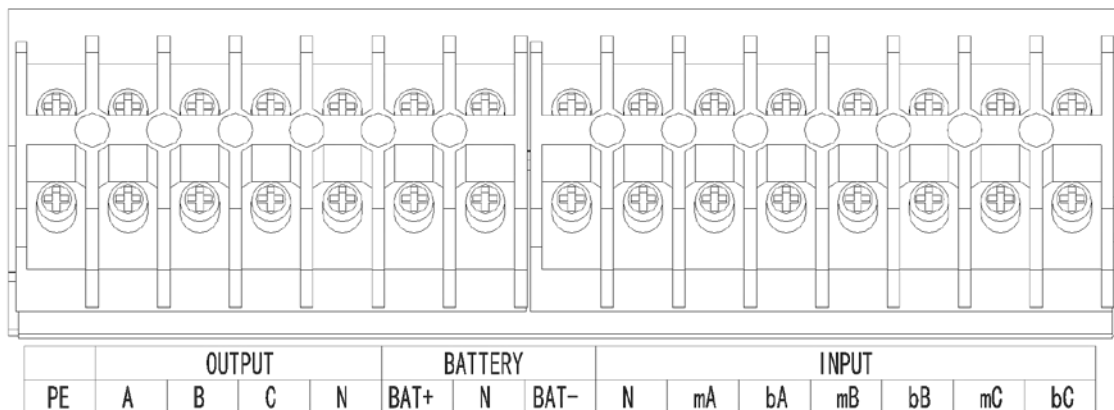 OUTPUT BATTERY INPUT
PE A B C N BAT+ N BAT- N mA bA mB bB mC bC